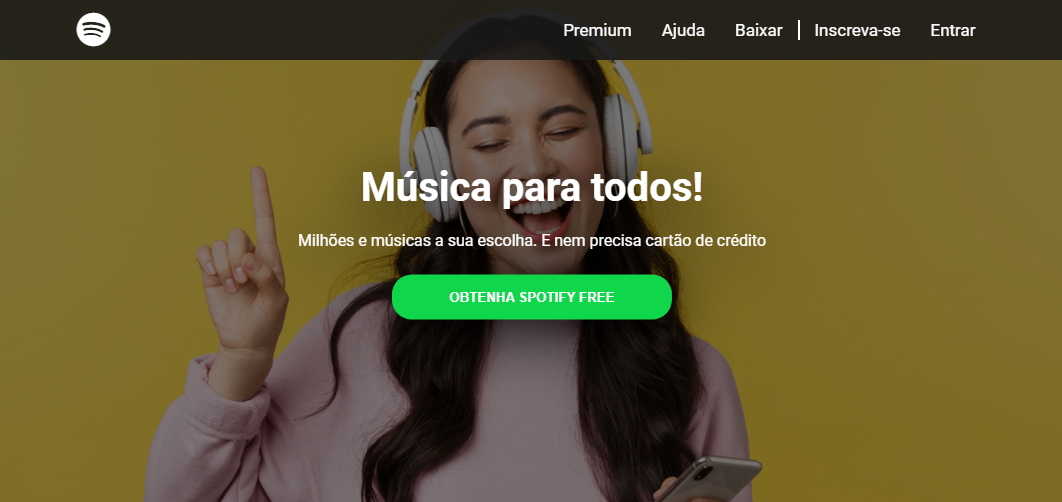 Premium Ajuda Baixar Inscreva-se Entrar
Música para todos!
Milhões e músicas a sua escolha. E nem precisa cartão de crédito
OBTENHA SPOTIFY FREE